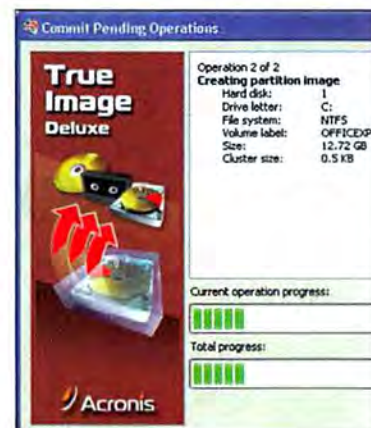 Commit Pending Operations
True
Image
Deluxe
Acronis
Operation 2 of 2
Creating partition image
Hard disk: 1
Drive letter: C:
File system: NTFS
Volume label: OFFICEXP
Size: 12.72 GB
Cluster size: 0.5 KB
Current operation progress:
Total progress: